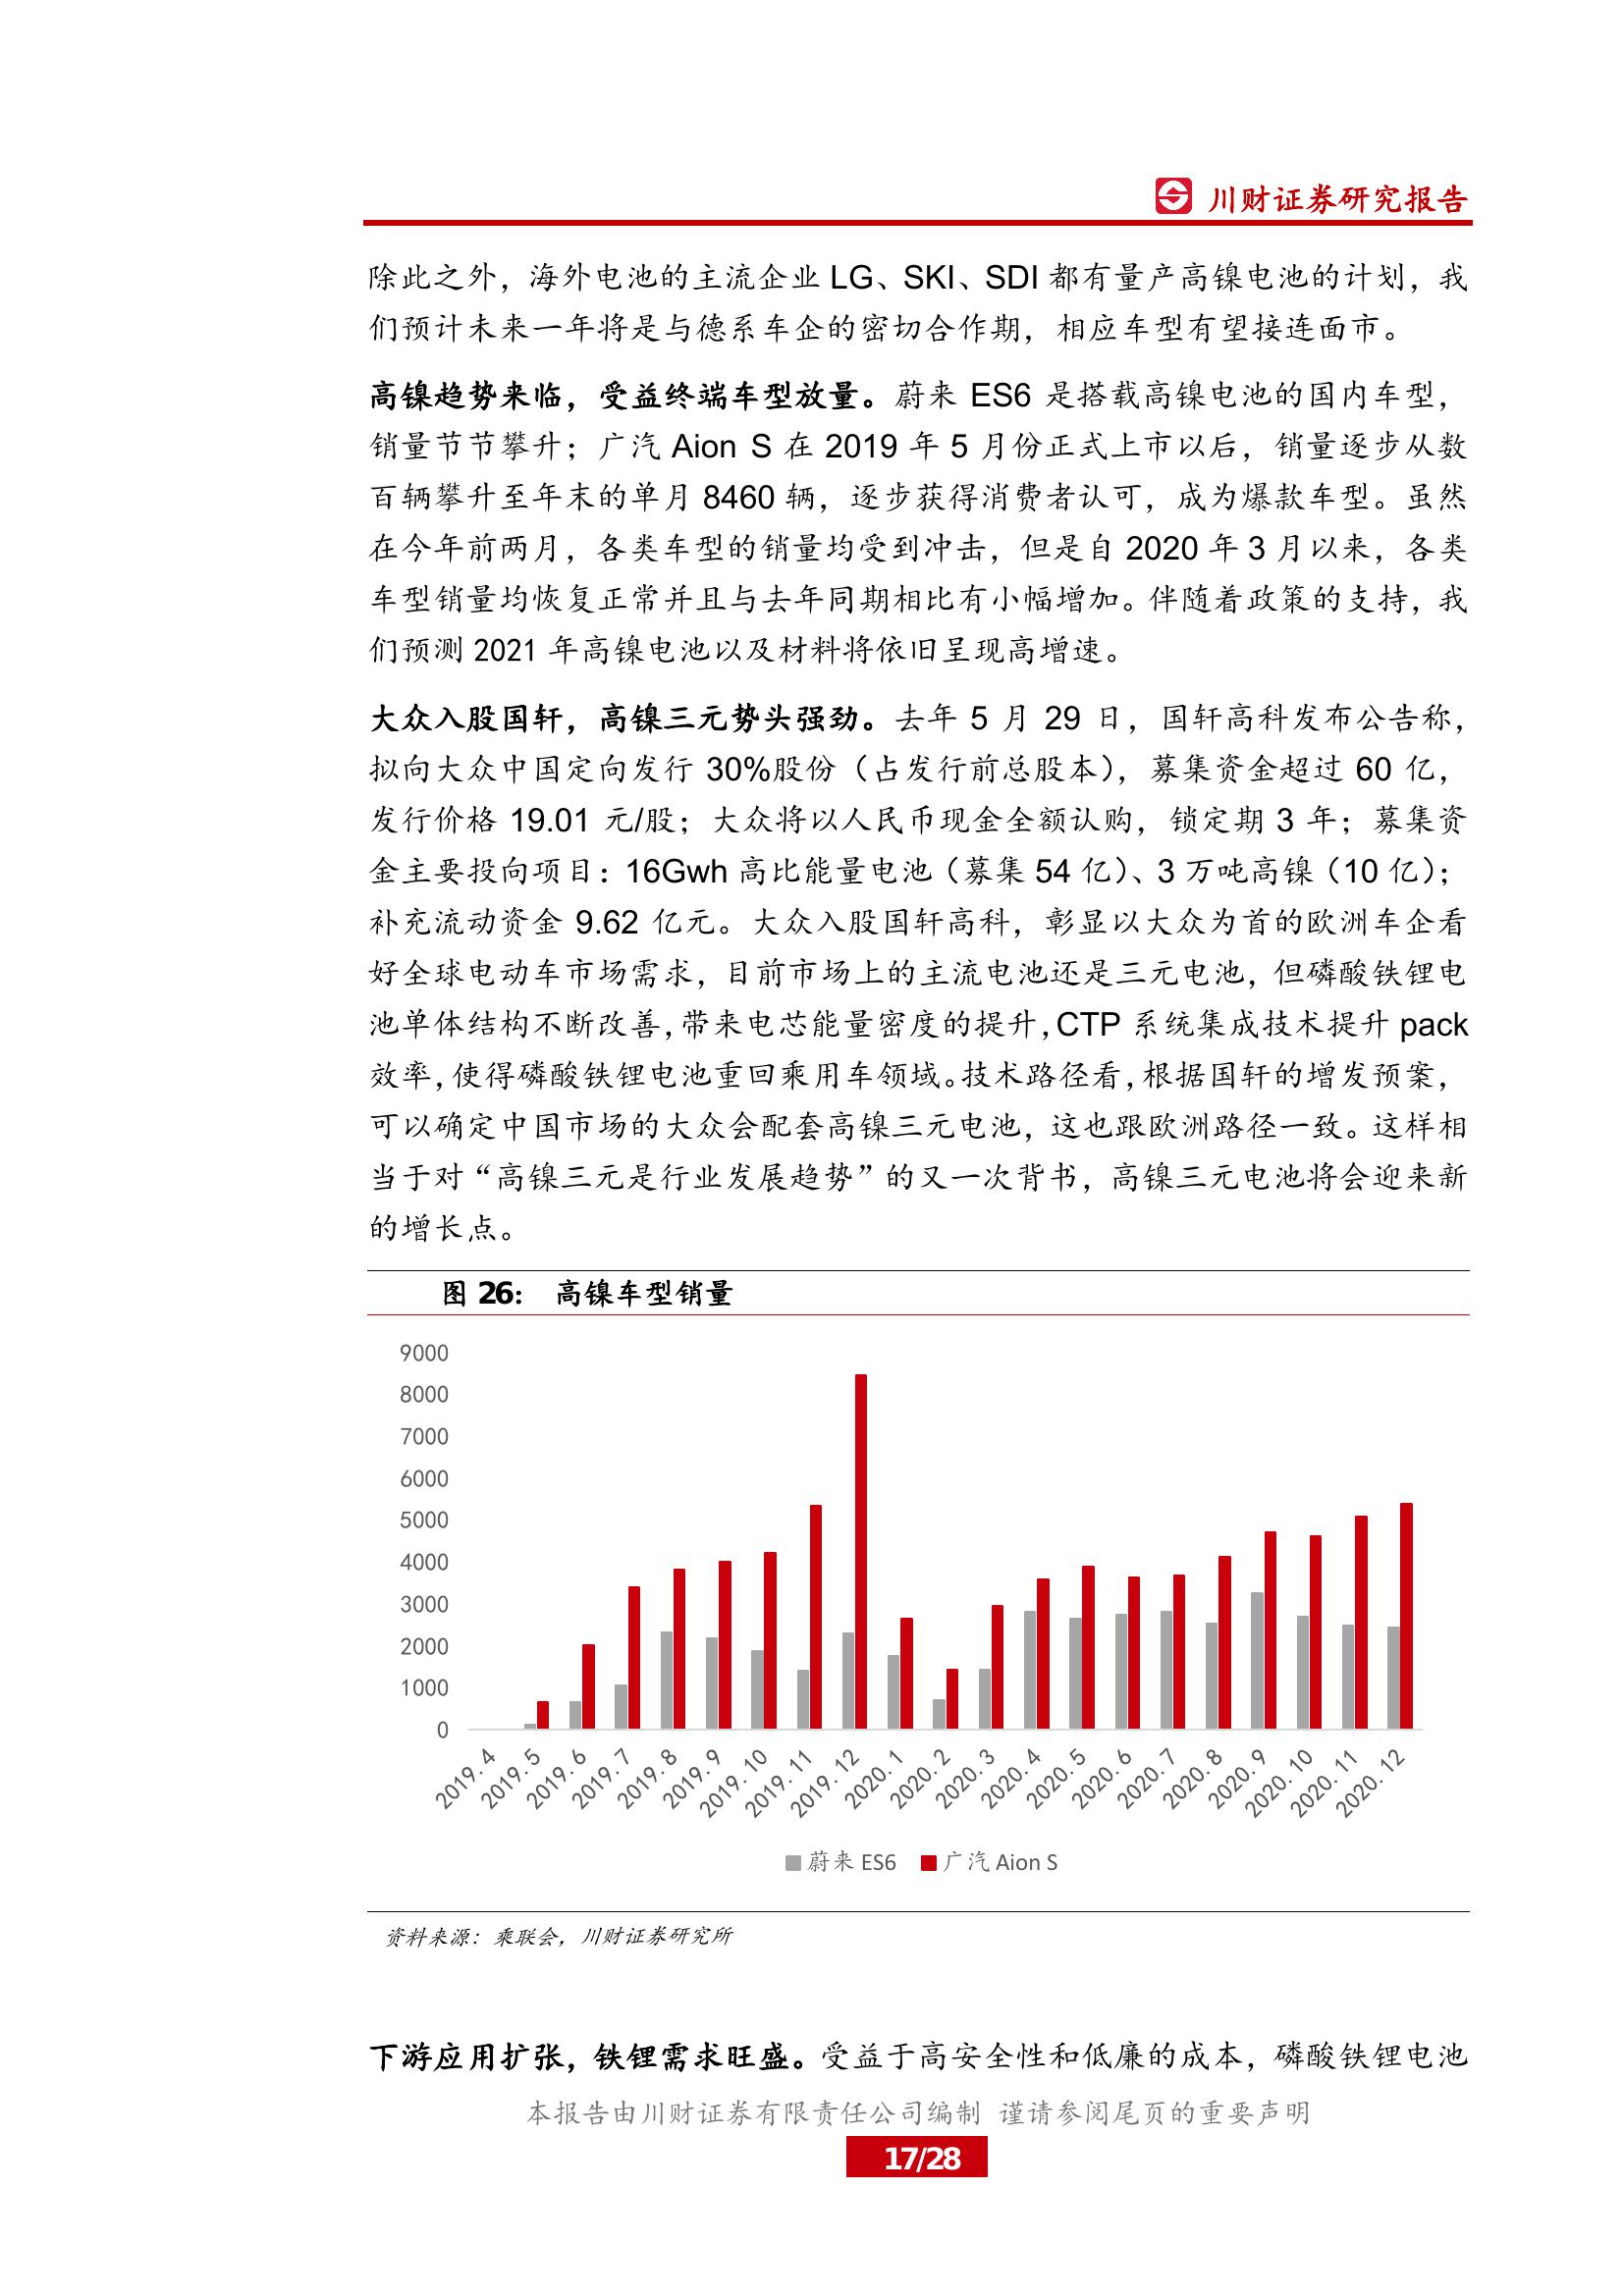 川财证券研究报告
除此之外，海外电池的主流企业 LG、SKI、SDI 都有量产高镍电池的计划，我
们预计未来一年将是与德系车企的密切合作期，相应车型有望接连面市。
高镍趋势来临，受益终端车型放量。蔚来 ES6 是搭载高镍电池的国内车型，
销量节节攀升；广汽 Aion S 在 2019 年 5 月份正式上市以后，销量逐步从数
百辆攀升至年末的单月 8460 辆，逐步获得消费者认可，成为爆款车型。虽然
在今年前两月，各类车型的销量均受到冲击，但是自 2020 年 3 月以来，各类
车型销量均恢复正常并且与去年同期相比有小幅增加。伴随着政策的支持，我
们预测 2021 年高镍电池以及材料将依旧呈现高增速。
大众入股国轩，高镍三元势头强劲。去年 5 月 29 日，国轩高科发布公告称，
拟向大众中国定向发行 30%股份（占发行前总股本），募集资金超过 60 亿，
发行价格 19.01 元/股；大众将以人民币现金全额认购，锁定期 3 年；募集资
金主要投向项目：16Gwh 高比能量电池（募集 54 亿）、3 万吨高镍（10 亿）；
补充流动资金 9.62 亿元。大众入股国轩高科，彰显以大众为首的欧洲车企看
好全球电动车市场需求，目前市场上的主流电池还是三元电池，但磷酸铁锂电
池单体结构不断改善，带来电芯能量密度的提升，CTP 系统集成技术提升 pack
效率，使得磷酸铁锂电池重回乘用车领域。技术路径看，根据国轩的增发预案，
可以确定中国市场的大众会配套高镍三元电池，这也跟欧洲路径一致。这样相
当于对“高镍三元是行业发展趋势”的又一次背书，高镍三元电池将会迎来新
的增长点。
图 26： 高镍车型销量
9000
8000
7000
6000
5000
4000
3000
2000
1000
0
2019.4 2019.5 2019.6 2019.7 2019.8 2019.9 2019.10 2019.11 2019.12 2020.1 2020.2 2020.3 2020.4 2020.5 2020.6 2020.7 2020.8 2020.9 2020.10 2020.11 2020.12
蔚来 ES6 广汽 Aion S
资料来源：乘联会，川财证券研究所
下游应用扩张，铁锂需求旺盛。受益于高安全性和低廉的成本，磷酸铁锂电池
本报告由川财证券有限责任公司编制 谨请参阅尾页的重要声明
17/28